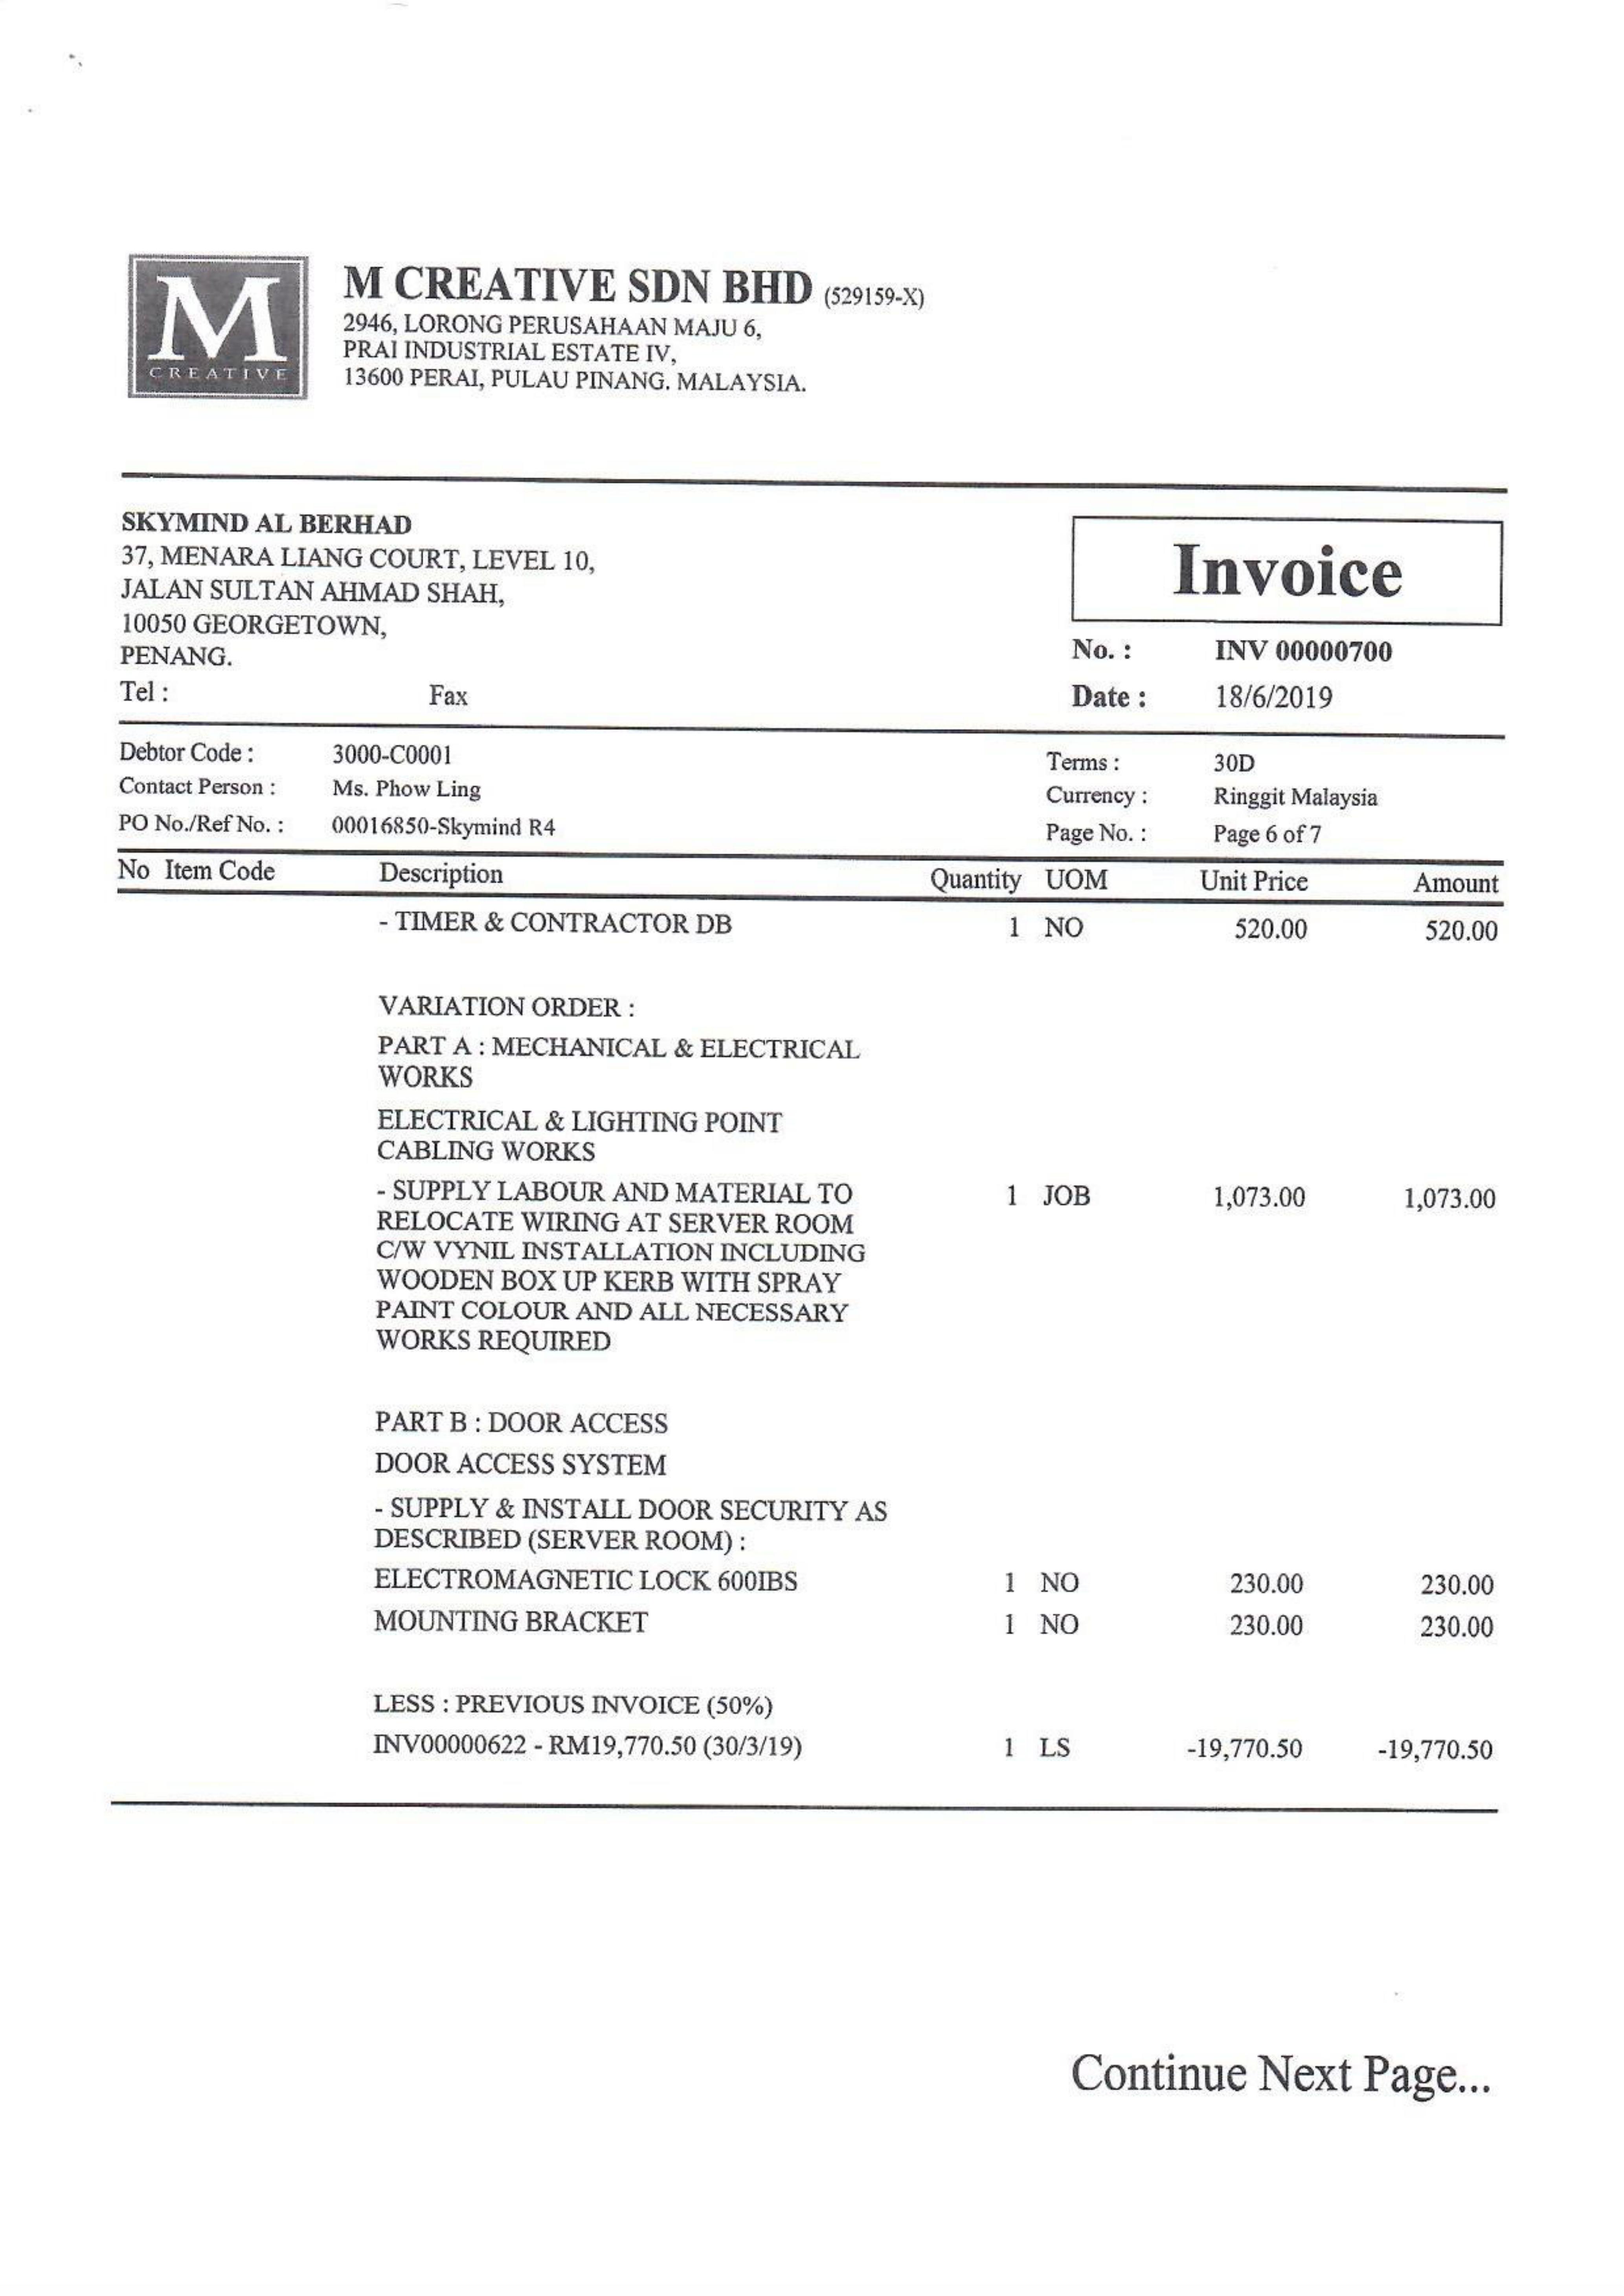 M
CREATIVE
M CREATIVE SDN BHD (529159-X)
2946, LORONG PERUSAHAAN MAJU 6,
PRAI INDUSTRIAL ESTATE IV,
13600 PERAI, PULAU PINANG. MALAYSIA.
SKYMIND AL BERHAD
37, MENARA LIANG COURT, LEVEL 10,
JALAN SULTAN AHMAD SHAH,
10050 GEORGETOWN,
PENANG.
Tel : Fax
Invoice
No. : INV 00000700
Date : 18/6/2019
Debtor Code : 3000-C0001
Contact Person : Ms. Phow Ling
PO No./Ref No. : 00016850-Skymind R4
Terms : 30D
Currency : Ringgit Malaysia
Page No. : Page 6 of 7
No Item Code Description Quantity UOM Unit Price Amount
- TIMER & CONTRACTOR DB 1 NO 520.00 520.00
VARIATION ORDER :
PART A : MECHANICAL & ELECTRICAL
WORKS
ELECTRICAL & LIGHTING POINT
CABLING WORKS
- SUPPLY LABOUR AND MATERIAL TO 1 JOB 1,073.00 1,073.00
RELOCATE WIRING AT SERVER ROOM
C/W VYNIL INSTALLATION INCLUDING
WOODEN BOX UP KERB WITH SPRAY
PAINT COLOUR AND ALL NECESSARY
WORKS REQUIRED
PART B : DOOR ACCESS
DOOR ACCESS SYSTEM
- SUPPLY & INSTALL DOOR SECURITY AS
DESCRIBED (SERVER ROOM) :
ELECTROMAGNETIC LOCK 600IBS 1 NO 230.00 230.00
MOUNTING BRACKET 1 NO 230.00 230.00
LESS : PREVIOUS INVOICE (50%)
INV00000622 - RM19,770.50 (30/3/19) 1 LS -19,770.50 -19,770.50
Continue Next Page...